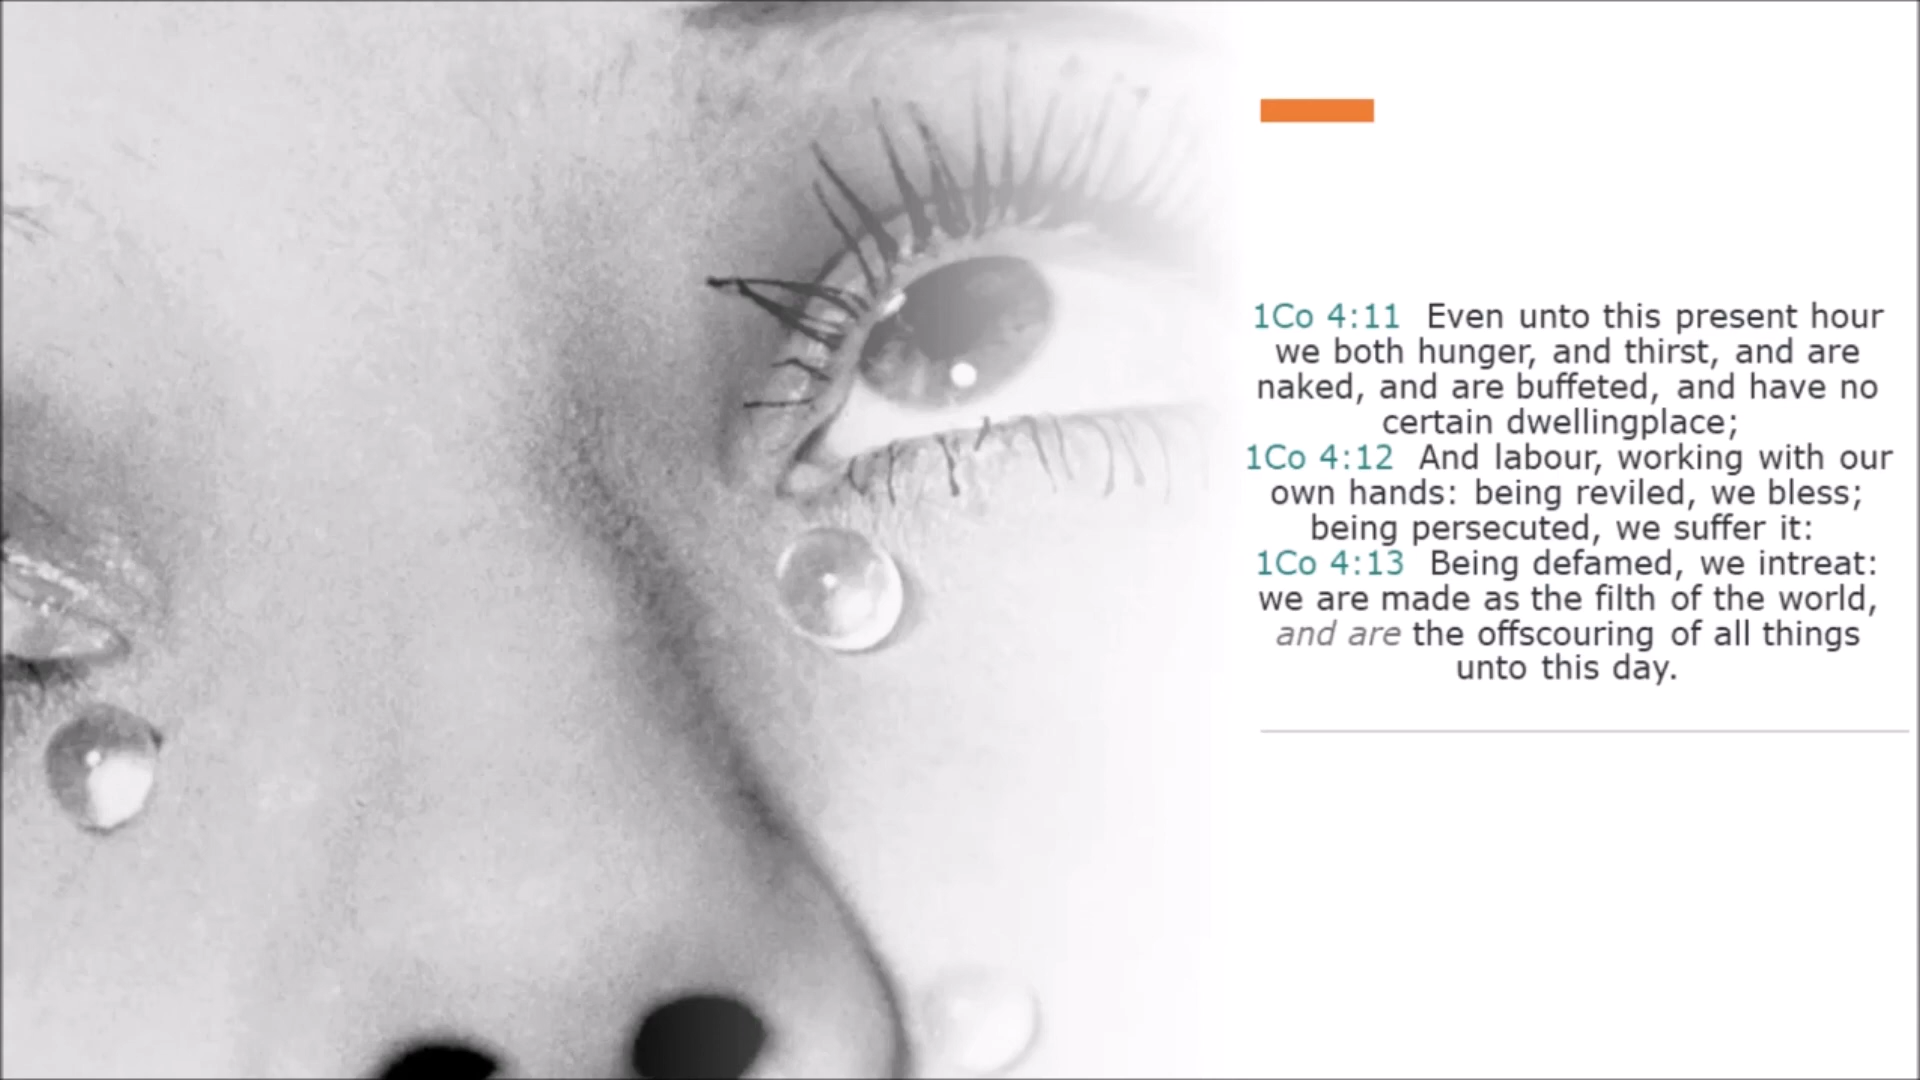 1Co 4:11 Even unto this present hour
we both hunger, and thirst, and are
naked, and are buffeted, and have no
certain dwellingplace;
1Co 4:12 And labour, working with our
own hands: being reviled, we bless;
being persecuted, we suffer it:
1Co 4:13 Being defamed, we intreat:
we are made as the filth of the world,
and are the offscouring of all things
unto this day.